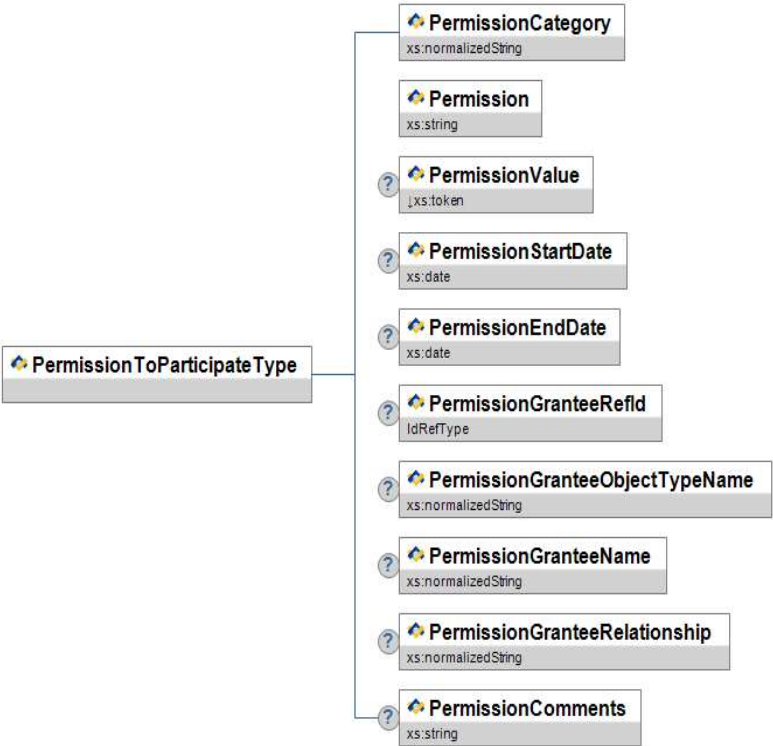 PermissionCategory
xs:normalizedString
Permission
xs:string
?
PermissionValue
↓xs:token
?
PermissionStartDate
xs:date
?
PermissionEndDate
xs:date
PermissionToParticipateType
?
PermissionGranteeRefId
IdRefType
?
PermissionGranteeObjectTypeName
xs:normalizedString
?
PermissionGranteeName
xs:normalizedString
?
PermissionGranteeRelationship
xs:normalizedString
?
PermissionComments
xs:string